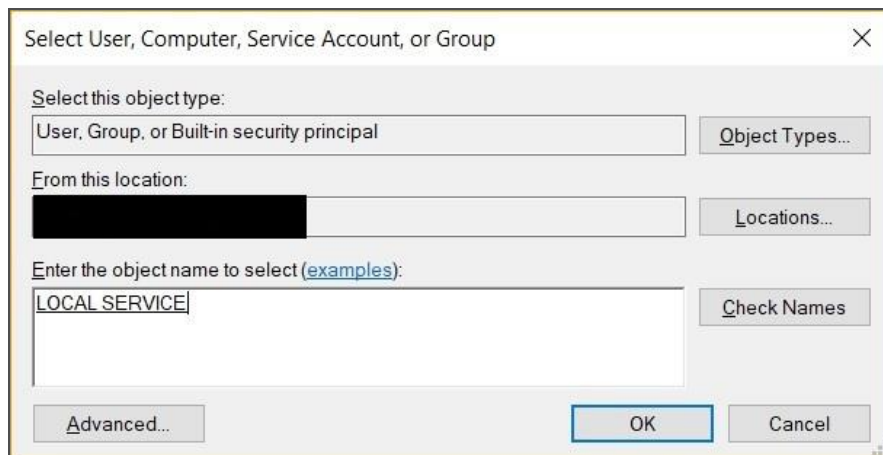 Select User, Computer, Service Account, or Group
Select this object type:
User, Group, or Built-in security principal
Object Types...
From this location:
Locations...
Enter the object name to select (examples):
LOCAL SERVICE
Check Names
Advanced...
OK
Cancel